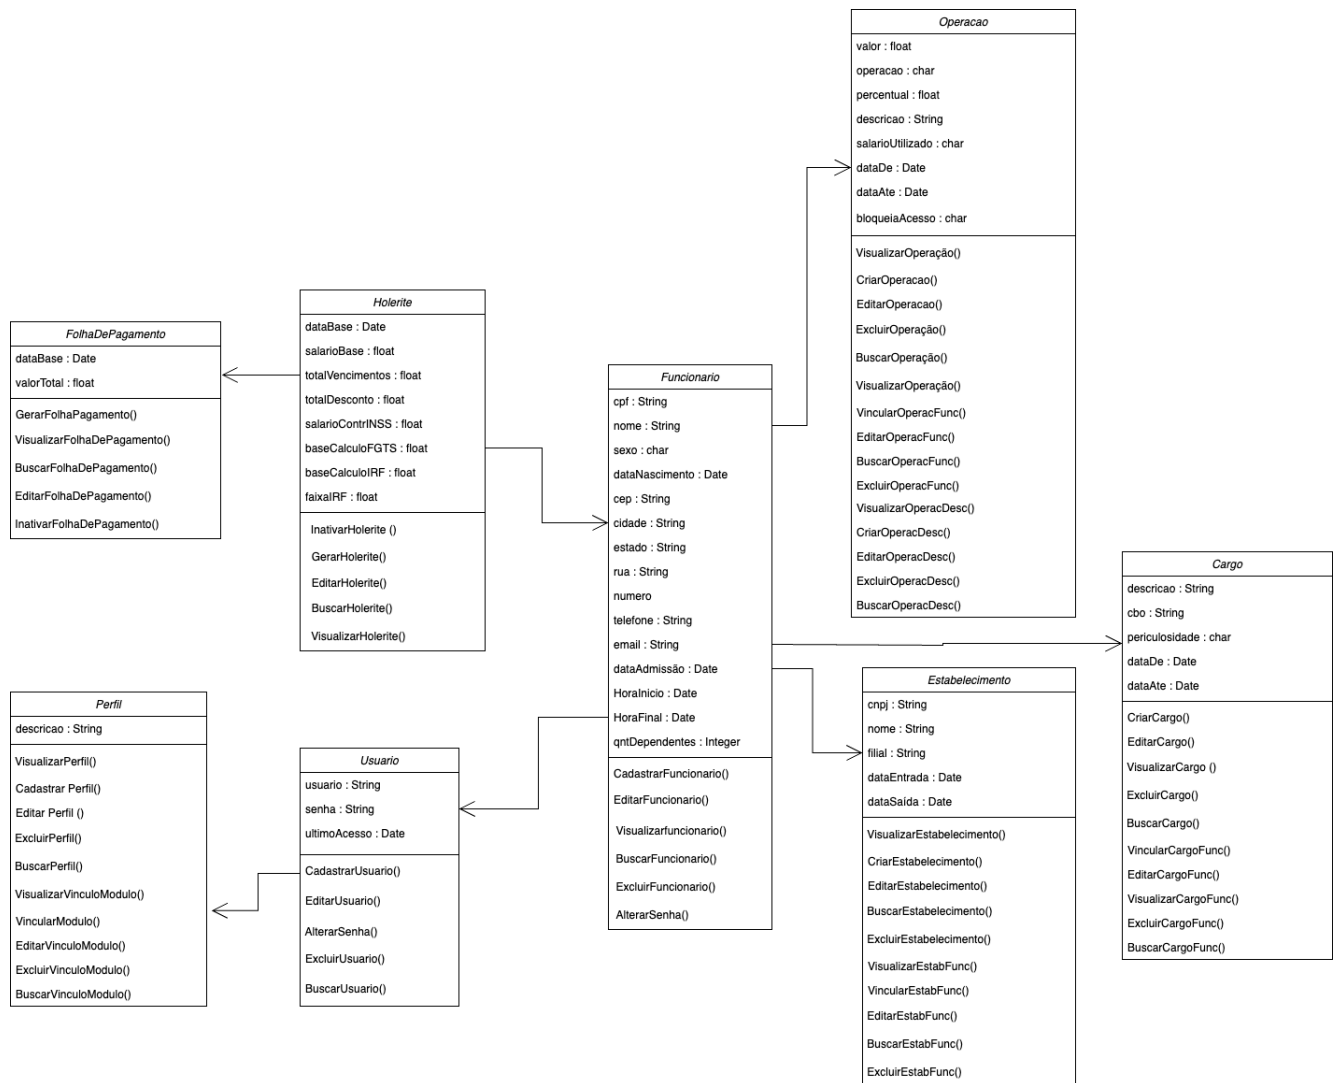 Operacao
valor : float
operacao : char
percentual : float
descricao : String
salarioUtilizado : char
dataDe : Date
dataAte : Date
bloqueiaAcesso : char
VisualizarOperação()
CriarOperacao()
EditarOperacao()
ExcluirOperação()
BuscarOperação()
VisualizarOperação()
VincularOperacFunc()
EditarOperacFunc()
BuscarOperacFunc()
ExcluirOperacFunc()
VisualizarOperacDesc()
CriarOperacDesc()
EditarOperacDesc()
ExcluirOperacDesc()
BuscarOperacDesc()
Holerite
dataBase : Date
salarioBase : float
totalVencimentos : float
totalDesconto : float
salarioContrINSS : float
baseCalculoFGTS : float
baseCalculoIRF : float
faixaIRF : float
InativarHolerite ()
GerarHolerite()
EditarHolerite()
BuscarHolerite()
VisualizarHolerite()
FolhaDePagamento
dataBase : Date
valorTotal : float
GerarFolhaPagamento()
VisualizarFolhaDePagamento()
BuscarFolhaDePagamento()
EditarFolhaDePagamento()
InativarFolhaDePagamento()
Funcionario
cpf : String
nome : String
sexo : char
dataNascimento : Date
cep : String
cidade : String
estado : String
rua : String
numero
telefone : String
email : String
dataAdmissão : Date
HoraInicio : Date
HoraFinal : Date
qntDependentes : Integer
CadastrarFuncionario()
EditarFuncionario()
Visualizarfuncionario()
BuscarFuncionario()
ExcluirFuncionario()
AlterarSenha()
Cargo
descricao : String
cbo : String
periculosidade : char
dataDe : Date
dataAte : Date
CriarCargo()
EditarCargo()
VisualizarCargo ()
ExcluirCargo()
BuscarCargo()
VincularCargoFunc()
EditarCargoFunc()
VisualizarCargoFunc()
ExcluirCargoFunc()
BuscarCargoFunc()
Estabelecimento
cnpj : String
nome : String
filial : String
dataEntrada : Date
dataSaída : Date
VisualizarEstabelecimento()
CriarEstabelecimento()
EditarEstabelecimento()
BuscarEstabelecimento()
ExcluirEstabelecimento()
VisualizarEstabFunc()
VincularEstabFunc()
EditarEstabFunc()
BuscarEstabFunc()
ExcluirEstabFunc()
Perfil
descricao : String
VisualizarPerfil()
Cadastrar Perfil()
Editar Perfil ()
ExcluirPerfil()
BuscarPerfil()
VisualizarVinculoModulo()
VincularModulo()
EditarVinculoModulo()
ExcluirVinculoModulo()
BuscarVinculoModulo()
Usuario
usuario : String
senha : String
ultimoAcesso : Date
CadastrarUsuario()
EditarUsuario()
AlterarSenha()
ExcluirUsuario()
BuscarUsuario()